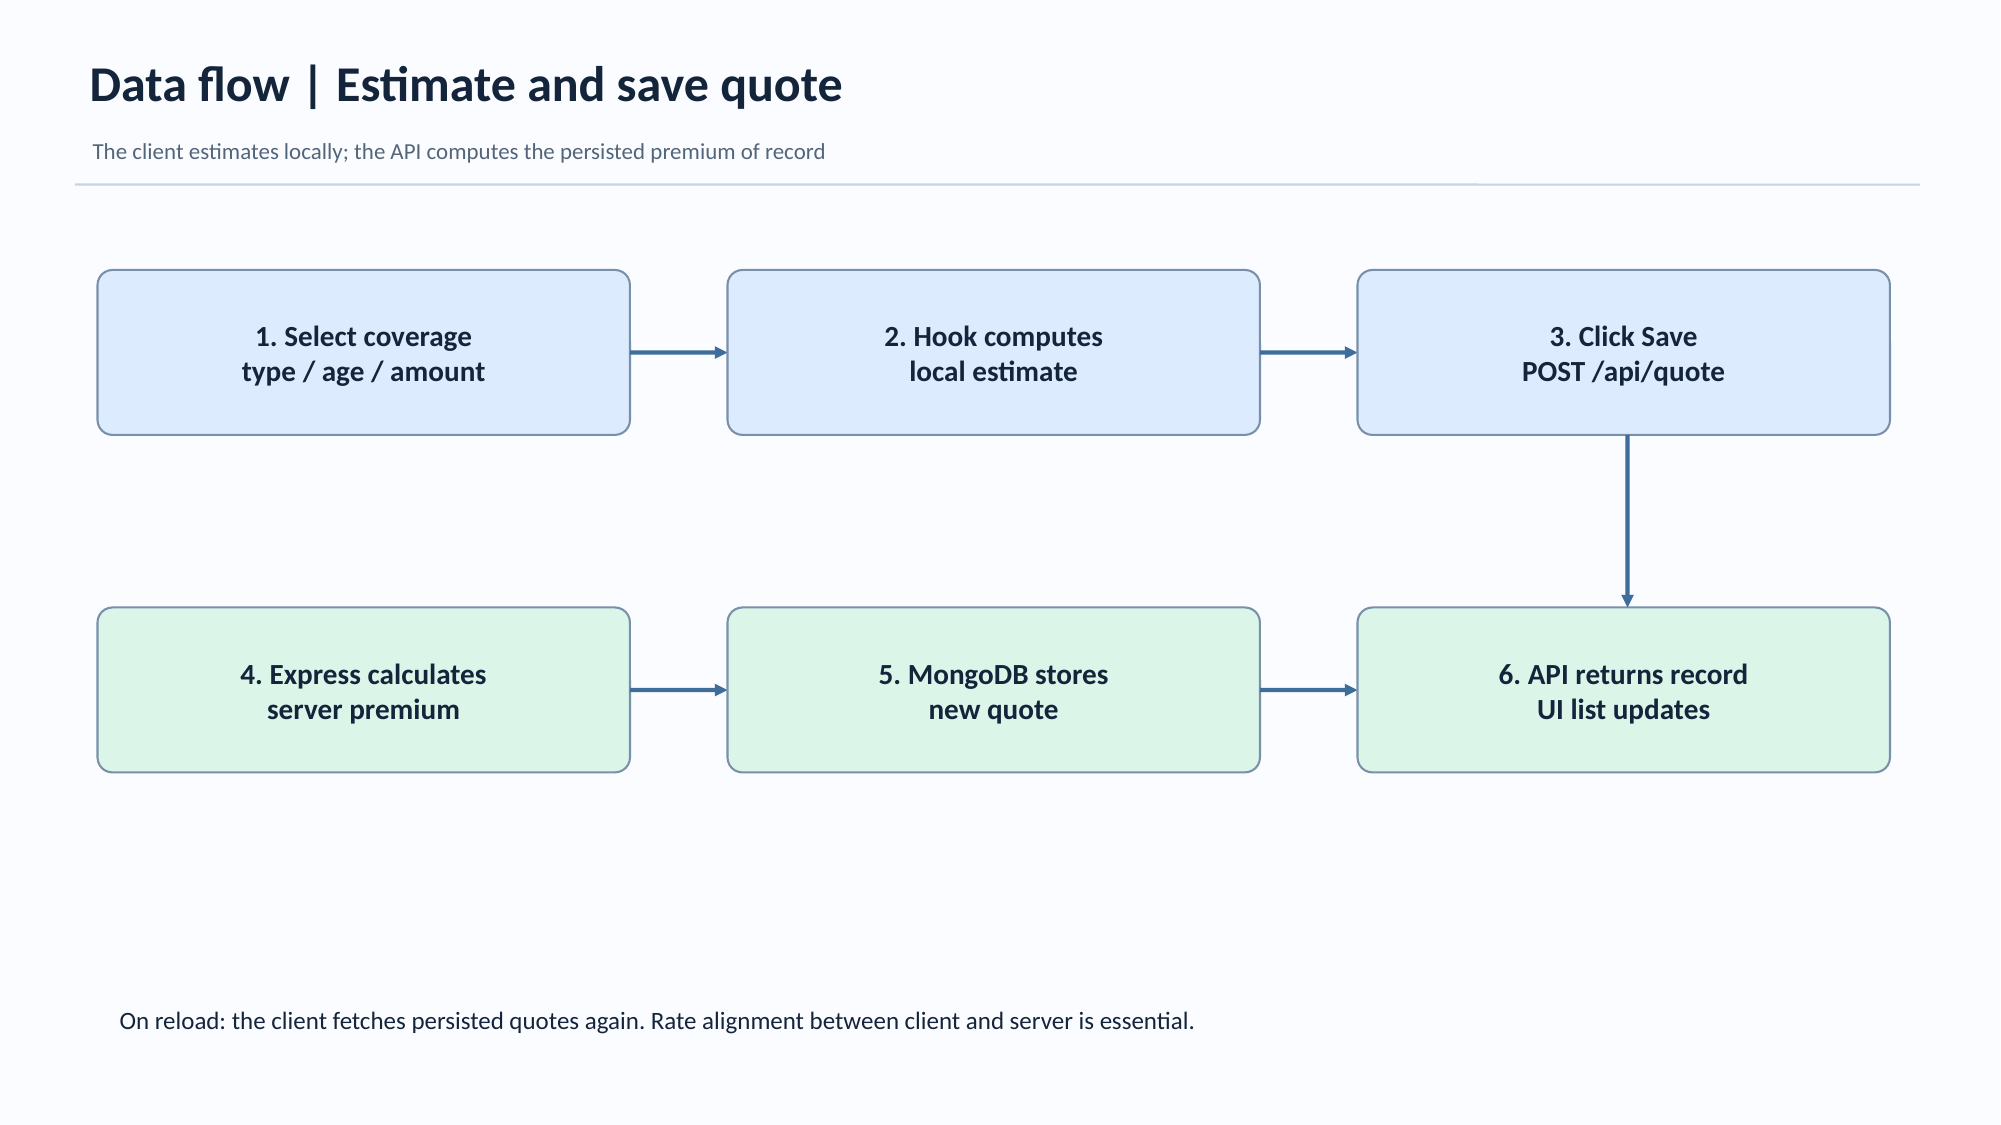 Data flow | Estimate and save quote
The client estimates locally; the API computes the persisted premium of record
1. Select coverage
type / age / amount
2. Hook computes
local estimate
3. Click Save
POST /api/quote
4. Express calculates
server premium
5. MongoDB stores
new quote
6. API returns record
UI list updates
On reload: the client fetches persisted quotes again. Rate alignment between client and server is essential.